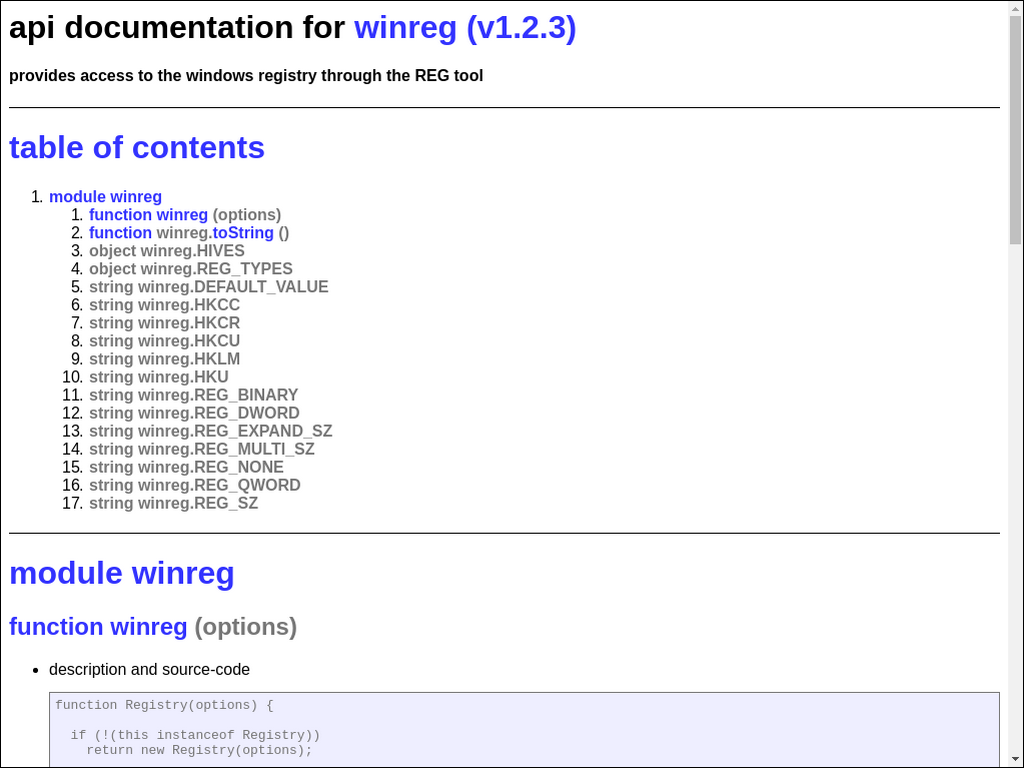 api documentation for winreg (v1.2.3)
provides access to the windows registry through the REG tool
table of contents
1. module winreg
1. function winreg (options)
2. function winreg.toString ()
3. object winreg.HIVES
4. object winreg.REG_TYPES
5. string winreg.DEFAULT_VALUE
6. string winreg.HKCC
7. string winreg.HKCR
8. string winreg.HKCU
9. string winreg.HKLM
10. string winreg.HKU
11. string winreg.REG_BINARY
12. string winreg.REG_DWORD
13. string winreg.REG_EXPAND_SZ
14. string winreg.REG_MULTI_SZ
15. string winreg.REG_NONE
16. string winreg.REG_QWORD
17. string winreg.REG_SZ
module winreg
function winreg (options)
• description and source-code
function Registry(options) {
if (!(this instanceof Registry))
return new Registry(options);